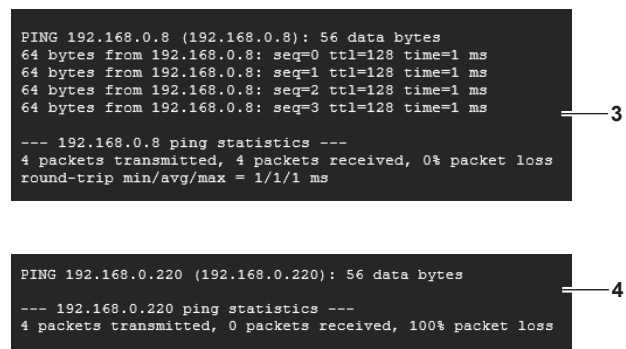 PING 192.168.0.8 (192.168.0.8): 56 data bytes
64 bytes from 192.168.0.8: seq=0 ttl=128 time=1 ms
64 bytes from 192.168.0.8: seq=1 ttl=128 time=1 ms
64 bytes from 192.168.0.8: seq=2 ttl=128 time=1 ms
64 bytes from 192.168.0.8: seq=3 ttl=128 time=1 ms
3
--- 192.168.0.8 ping statistics ---
4 packets transmitted, 4 packets received, 0% packet loss
round-trip min/avg/max = 1/1/1 ms
PING 192.168.0.220 (192.168.0.220): 56 data bytes
4
--- 192.168.0.220 ping statistics ---
4 packets transmitted, 0 packets received, 100% packet loss